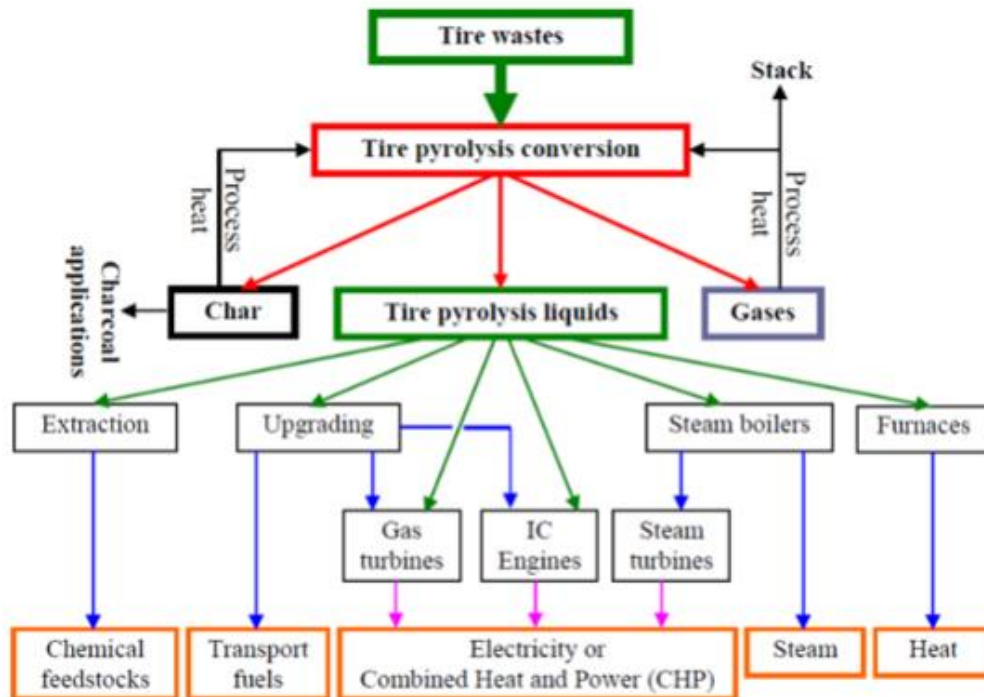 Tire wastes
Stack
Tire pyrolysis conversion
Process
heat
Process
heat
Charcoal
applications
Char
Tire pyrolysis liquids
Gases
Extraction
Upgrading
Steam boilers
Furnaces
Gas
turbines
IC
Engines
Steam
turbines
Chemical
feedstocks
Transport
fuels
Electricity or
Combined Heat and Power (CHP)
Steam
Heat